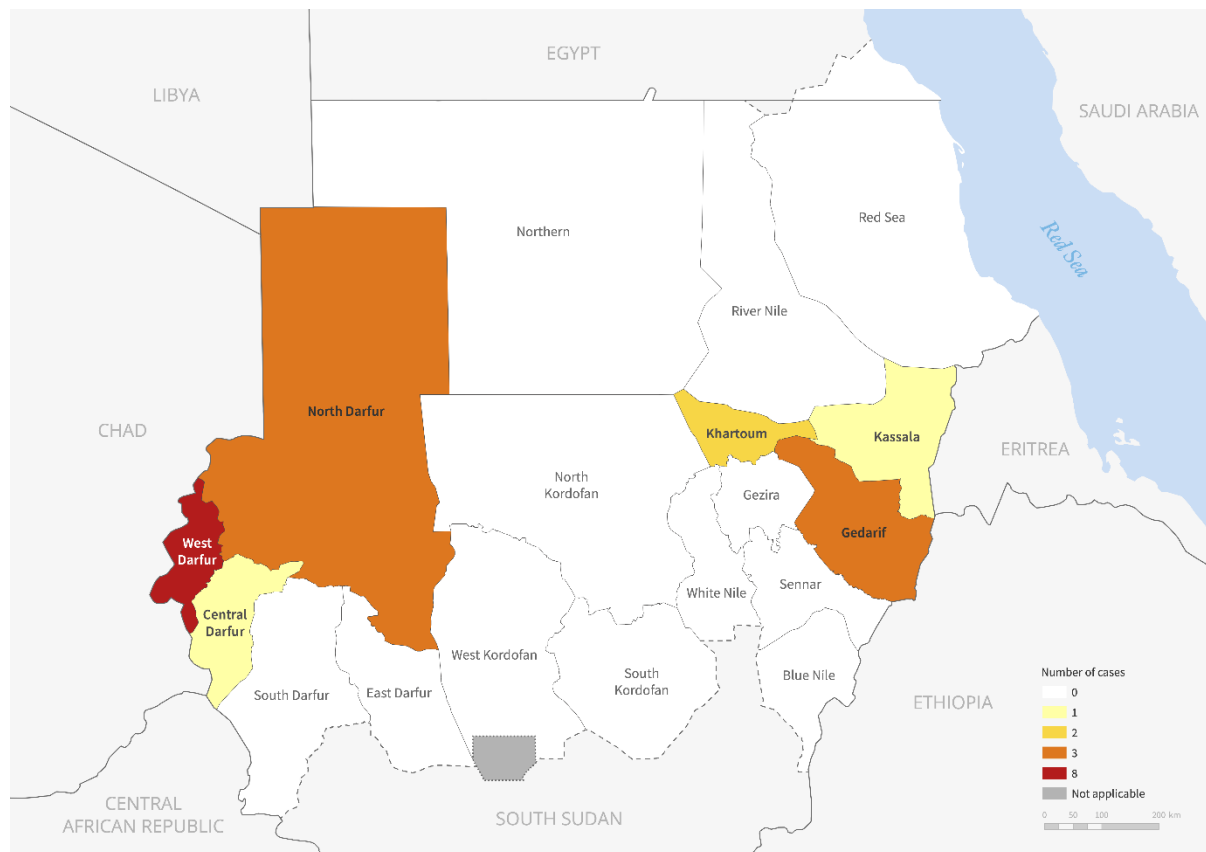 EGYPT
LIBYA
SAUDI ARABIA
Red Sea
Northern
Red Sea
River Nile
North Darfur
CHAD
Khartoum
Kassala
ERITREA
North
Kordofan
Gezira
Gedarif
West
Darfur
Sennar
White Nile
Central
Darfur
West Kordofan
South
Kordofan
Blue Nile
South Darfur
East Darfur
ETHIOPIA
CENTRAL
AFRICAN REPUBLIC
SOUTH SUDAN
Number of cases
0
1
2
3
8
Not applicable
0 50 100 200 km